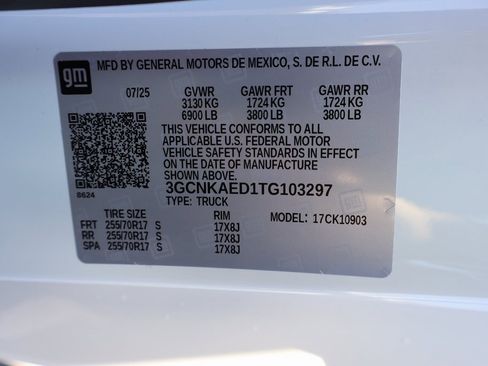 gm
MFD BY GENERAL MOTORS DE MEXICO, S. DE R.L. DE C.V.
07/25 GVWR GAWR FRT GAWR RR
3130 KG 1724 KG 1724 KG
6900 LB 3800 LB 3800 LB
THIS VEHICLE CONFORMS TO ALL
APPLICABLE U.S. FEDERAL MOTOR
VEHICLE SAFETY STANDARDS IN EFFECT
ON THE DATE OF MANUFACTURE
SHOWN ABOVE.
8624 3GCNKAED1TG103297
TYPE: TRUCK
TIRE SIZE RIM MODEL: 17CK10903
FRT 255/70R17 S 17X8J
RR 255/70R17 S 17X8J
SPA 255/70R17 S 17X8J